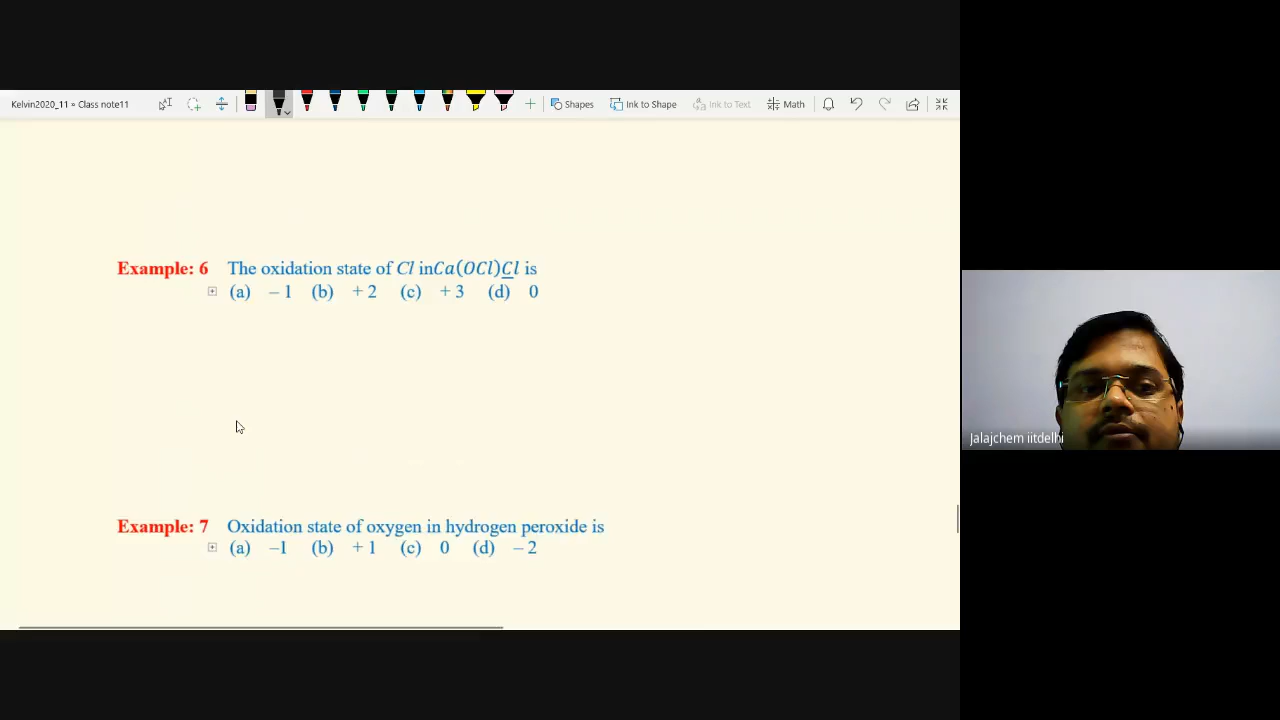 Kelvin2020_11 » Class note11
Shapes
Ink to Shape
Ink to Text
Math
Example: 6 The oxidation state of Cl inCa(OCl)Cl is
(a) – 1 (b) + 2 (c) + 3 (d) 0
Jalajchem iitdelhi
Example: 7 Oxidation state of oxygen in hydrogen peroxide is
(a) –1 (b) + 1 (c) 0 (d) – 2